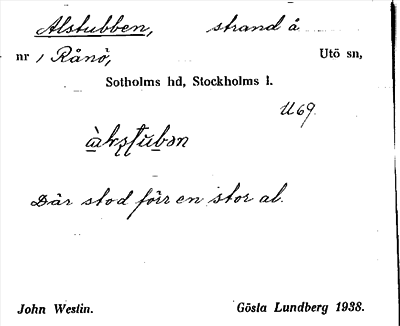 Alstubben, strand å
nr 1 Rånö, Utö sn,
Sotholms hd, Stockholms l.
U 69.
Där stod förr en stor al.
John Westin. Gösta Lundberg 1938.